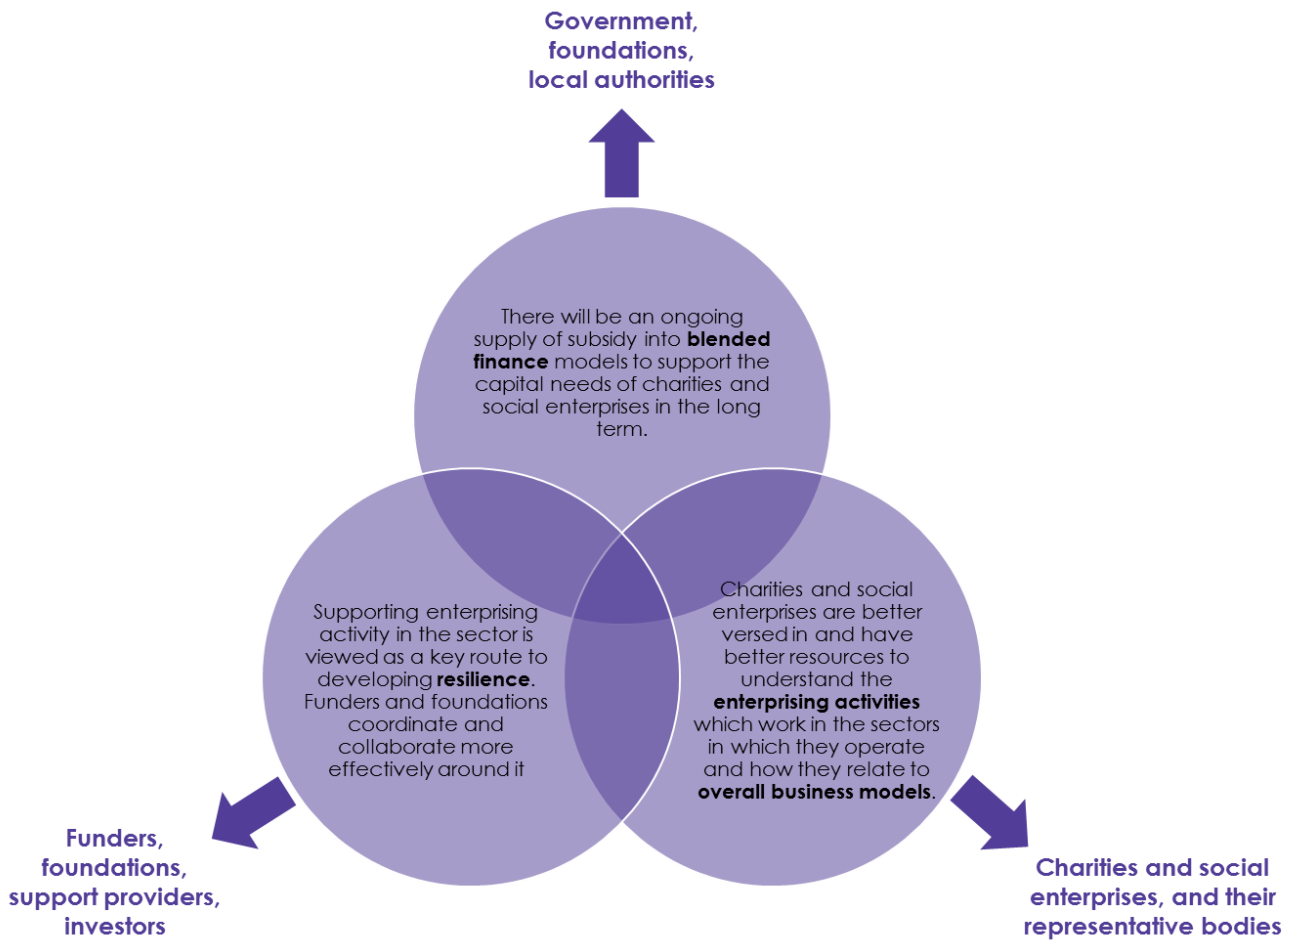 Government,
foundations,
local authorities
There will be an ongoing
supply of subsidy into blended
finance models to support the
capital needs of charities and
social enterprises in the long
term.
Supporting enterprising
activity in the sector is
viewed as a key route to
developing resilience.
Funders and foundations
coordinate and
collaborate more
effectively around it
Charities and social
enterprises are better
versed in and have
better resources to
understand the
enterprising activities
which work in the sectors
in which they operate
and how they relate to
overall business models.
Funders,
foundations,
support providers,
investors
Charities and social
enterprises, and their
representative bodies